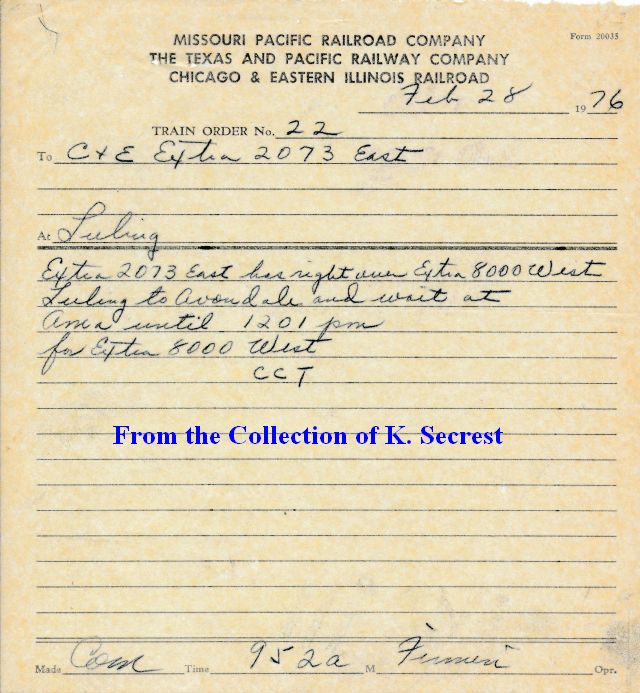 Form 20035
MISSOURI PACIFIC RAILROAD COMPANY
THE TEXAS AND PACIFIC RAILWAY COMPANY
CHICAGO & EASTERN ILLINOIS RAILROAD
Feb 28 1976
TRAIN ORDER No. 22
To C & E Extra 2073 East
At Luling
Extra 2073 East has right over Extra 8000 West
Luling to Avondale and wait at
Ama until 1201 pm
for Extra 8000 West
CCT
From the Collection of K. Secrest
Made Com Time 952a M Opr.